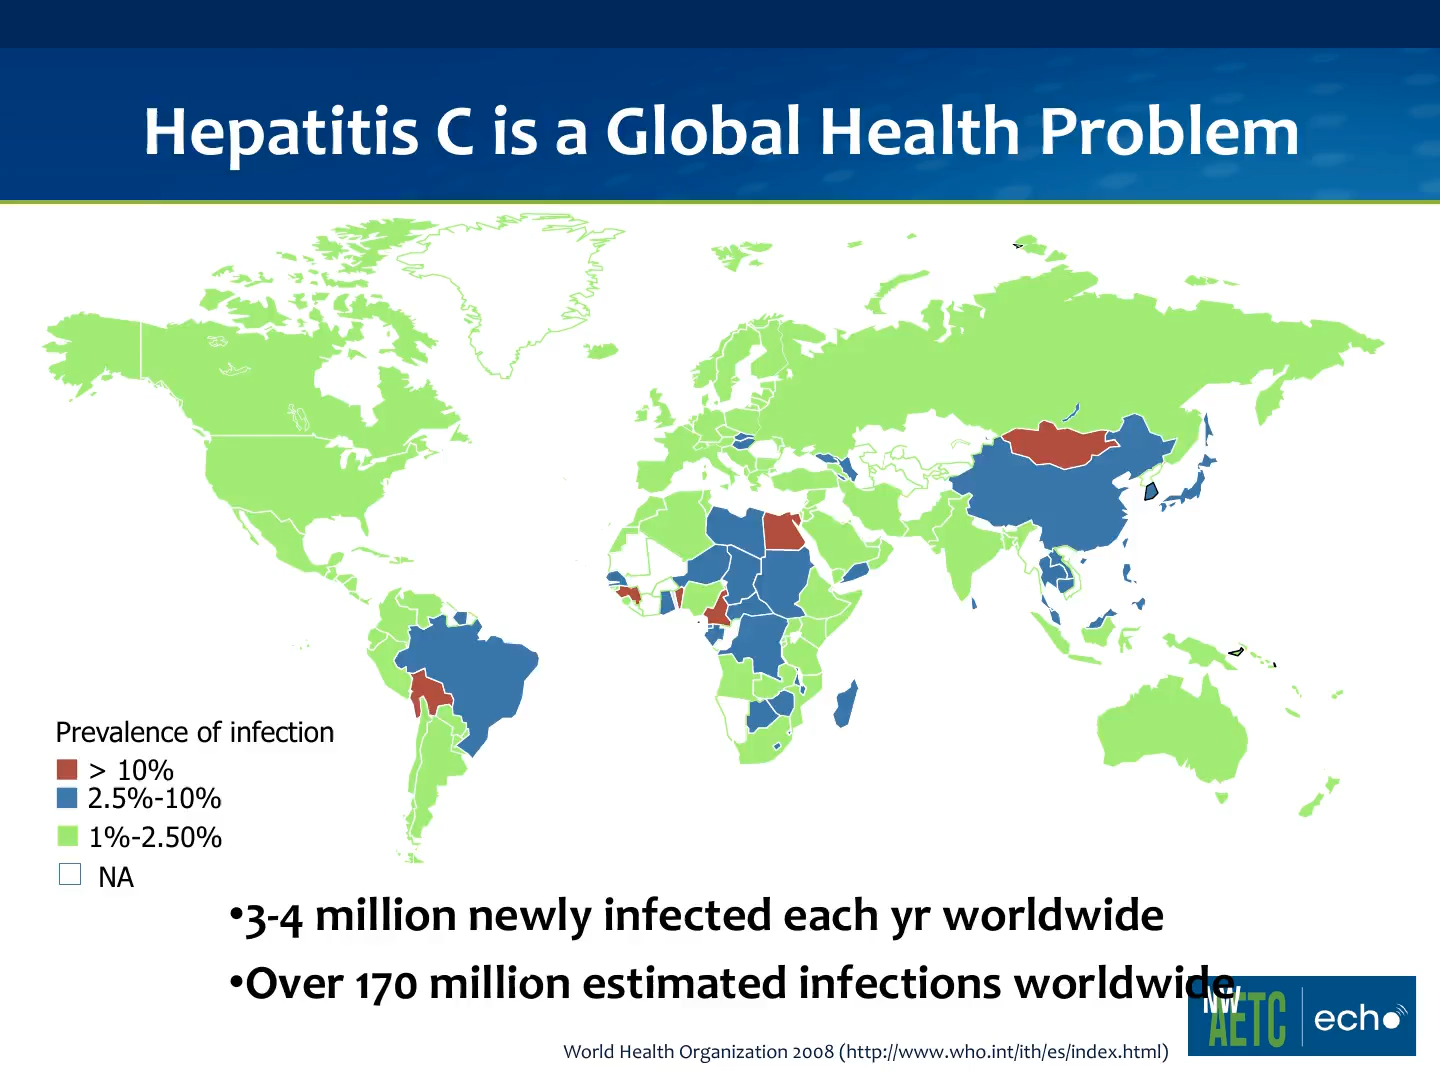 Hepatitis C is a Global Health Problem
Prevalence of infection
> 10%
2.5%-10%
1%-2.50%
NA
•3-4 million newly infected each yr worldwide
•Over 170 million estimated infections worldwide
NW
AETC
echo
World Health Organization 2008 (http://www.who.int/ith/es/index.html)